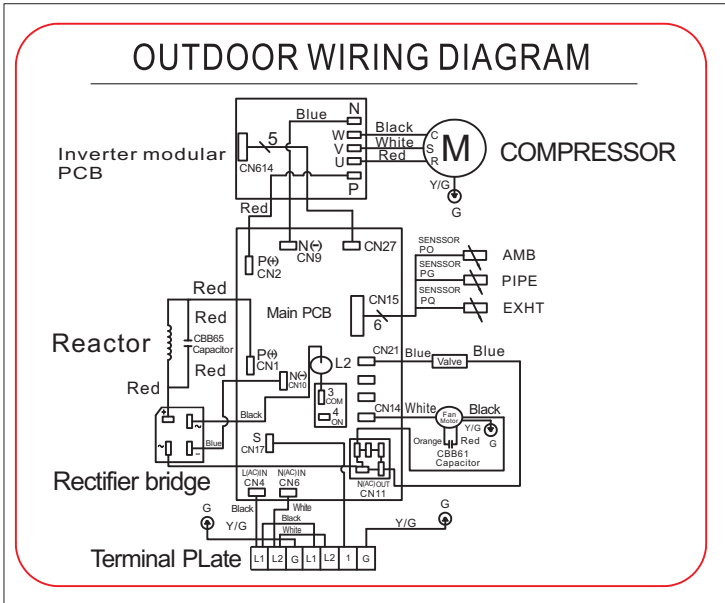 OUTDOOR WIRING DIAGRAM
Inverter modular
PCB
CN614
5
Blue
N
W
V
U
P
Black
White
Red
C
S
R
M
COMPRESSOR
Y/G
G
Red
P(+)
CN2
N(-)
CN9
CN27
SENSSOR
PO
AMB
SENSSOR
PG
PIPE
SENSSOR
PQ
EXHT
Main PCB
CN15
6
Red
Red
Reactor
CBB65
Capacitor
Red
Red
P(+)
CN1
N(-)
CN10
L2
3
COM
4
ON
CN21
Blue
Valve
Blue
CN14
White
Fan
Motor
Black
Y/G
G
Orange
Red
CBB61
Capacitor
+
~
~
-
Black
Blue
Rectifier bridge
S
CN17
L(AC)IN
CN4
N(AC)IN
CN6
N(AC)OUT
CN11
Black
White
Black
White
G
Y/G
Y/G
G
Terminal PLate
L1 L2 G L1 L2 1 G